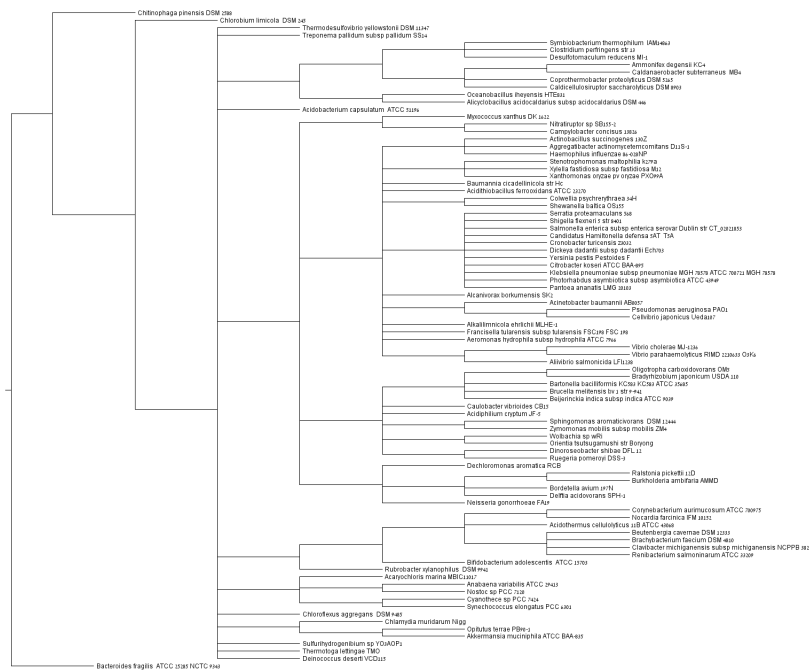 Chitinophaga pinensis DSM 2588
Chlorobium limicola DSM 245
Thermodesulfovibrio yellowstonii DSM 11347
Treponema pallidum subsp pallidum SS14
Symbiobacterium thermophilum IAM14863
Clostridium perfringens str 13
Desulfotomaculum reducens MI-1
Ammonifex degensii KC4
Caldanaerobacter subterraneus MB4
Coprothermobacter proteolyticus DSM 5265
Caldicellulosiruptor saccharolyticus DSM 8903
Oceanobacillus iheyensis HTE831
Alicyclobacillus acidocaldarius subsp acidocaldarius DSM 446
Acidobacterium capsulatum ATCC 51196
Myxococcus xanthus DK 1622
Nitratiruptor sp SB155-2
Campylobacter concisus 13826
Actinobacillus succinogenes 130Z
Aggregatibacter actinomycetemcomitans D11S-1
Haemophilus influenzae 86-028NP
Stenotrophomonas maltophilia k279a
Xylella fastidiosa subsp fastidiosa M12
Xanthomonas oryzae pv oryzae PXO99A
Baumannia cicadellinicola str Hc
Acidithiobacillus ferrooxidans ATCC 23270
Colwellia psychrerythraea 34H
Shewanella baltica OS155
Serratia proteamaculans 568
Shigella flexneri 5 str 8401
Salmonella enterica subsp enterica serovar Dublin str CT_02021853
Candidatus Hamiltonella defensa 5AT T5A
Cronobacter turicensis z3032
Dickeya dadantii subsp dadantii Ech703
Yersinia pestis Pestoides F
Citrobacter koseri ATCC BAA-895
Klebsiella pneumoniae subsp pneumoniae MGH 78578 ATCC 700721 MGH 78578
Photorhabdus asymbiotica subsp asymbiotica ATCC 43949
Pantoea ananatis LMG 20103
Alcanivorax borkumensis SK2
Acinetobacter baumannii AB0057
Pseudomonas aeruginosa PAO1
Cellvibrio japonicus Ueda107
Alkalilimnicola ehrlichii MLHE-1
Francisella tularensis subsp tularensis FSC198 FSC 198
Aeromonas hydrophila subsp hydrophila ATCC 7966
Vibrio cholerae MJ-1236
Vibrio parahaemolyticus RIMD 2210633 O3K6
Aliivibrio salmonicida LFI1238
Oligotropha carboxidovorans OM5
Bradyrhizobium japonicum USDA 110
Bartonella bacilliformis KC583 KC583 ATCC 35685
Brucella melitensis bv 1 str 9-941
Beijerinckia indica subsp indica ATCC 9039
Caulobacter vibrioides CB15
Acidiphilium cryptum JF-5
Sphingomonas aromaticivorans DSM 12444
Zymomonas mobilis subsp mobilis ZM4
Wolbachia sp wRi
Orientia tsutsugamushi str Boryong
Dinoroseobacter shibae DFL 12
Ruegeria pomeroyi DSS-3
Dechloromonas aromatica RCB
Ralstonia pickettii 12D
Burkholderia ambifaria AMMD
Bordetella avium 197N
Delftia acidovorans SPH-1
Neisseria gonorrhoeae FA19
Corynebacterium aurimucosum ATCC 700975
Nocardia farcinica IFM 10152
Acidothermus cellulolyticus 11B ATCC 43068
Beutenbergia cavernae DSM 12333
Brachybacterium faecium DSM 4810
Clavibacter michiganensis subsp michiganensis NCPPB 382
Renibacterium salmoninarum ATCC 33209
Bifidobacterium adolescentis ATCC 15703
Rubrobacter xylanophilus DSM 9941
Acaryochloris marina MBIC11017
Anabaena variabilis ATCC 29413
Nostoc sp PCC 7120
Cyanothece sp PCC 7424
Synechococcus elongatus PCC 6301
Chloroflexus aggregans DSM 9485
Chlamydia muridarum Nigg
Opitutus terrae PB90-1
Akkermansia muciniphila ATCC BAA-835
Sulfurihydrogenibium sp YO3AOP1
Thermotoga lettingae TMO
Deinococcus deserti VCD115
Bacteroides fragilis ATCC 25285 NCTC 9343